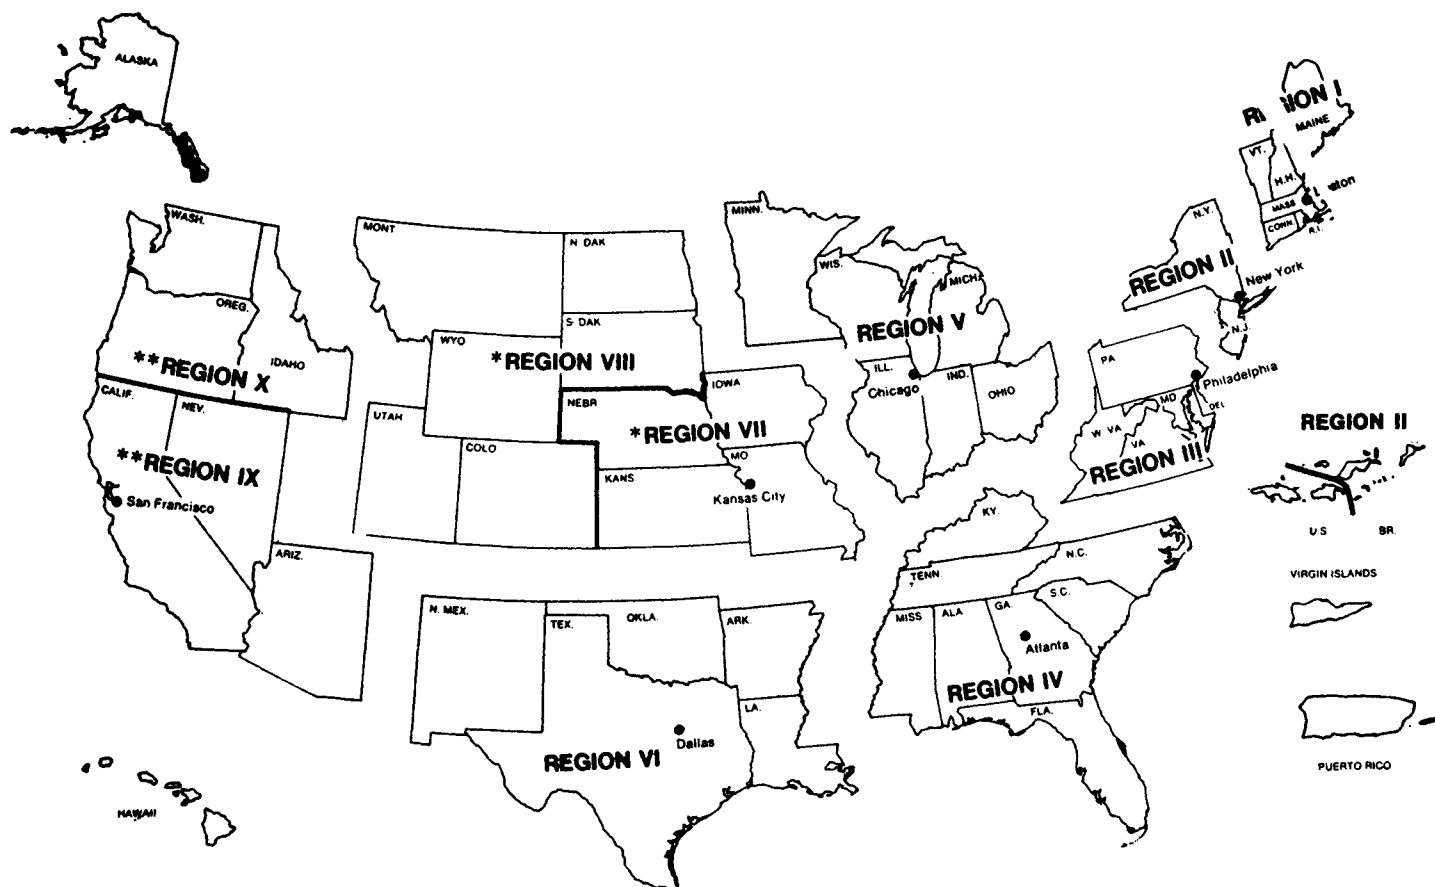 ALASKA
REGION I
MAINE
VT.
H.H.
MASS
CONN
R.I.
WASH.
MONT
N DAK
MINN.
N.Y.
WIS.
MICH.
REGION II
New York
OREG.
S DAK
N.J.
WYO
REGION V
IDAHO
**REGION X
*REGION VIII
PA
Philadelphia
ILL.
IND.
OHIO
Chicago
CALIF.
NEV.
UTAH
NEBR
IOWA
MD
DEL
W VA
VA
REGION II
*REGION VII
COLO
MO
REGION III
**REGION IX
KANS.
Kansas City
San Francisco
KY.
U.S
BR.
VIRGIN ISLANDS
ARIZ.
N.C.
TENN.
S.C.
N. MEX.
TEX.
OKLA.
ARK.
MISS
ALA
GA.
Atlanta
REGION IV
LA.
FLA.
Dallas
REGION VI
PUERTO RICO
HAWAII